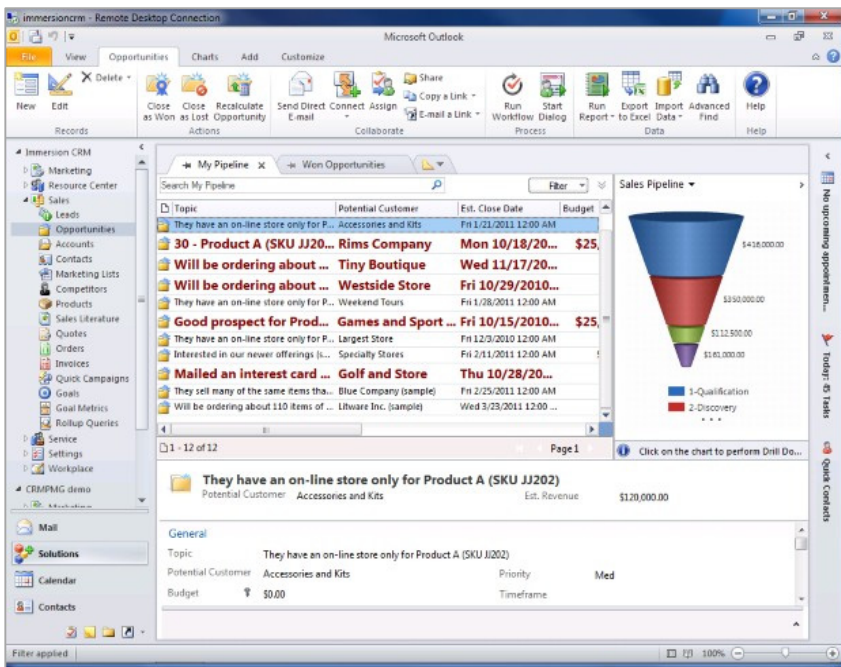 immersioncrm - Remote Desktop Connection
Microsoft Outlook
File View Opportunities Charts Add Customize
New Edit Delete
Close as Won Close as Lost Recalculate Opportunity
Send Direct E-mail Connect Assign Share Copy a Link E-mail a Link
Run Workflow Start Dialog
Run Report Export to Excel Import Data Advanced Find
Help
Records Actions Collaborate Process Data Help
Immersion CRM
Marketing
Resource Center
Sales
Leads
Opportunities
Accounts
Contacts
Marketing Lists
Competitors
Products
Sales Literature
Quotes
Orders
Invoices
Quick Campaigns
Goals
Goal Metrics
Rollup Queries
Service
Settings
Workplace
CRMPMG demo
Marketing
Mail
Solutions
Calendar
Contacts
My Pipeline x Won Opportunities
Search My Pipeline Filter
Topic Potential Customer Est. Close Date Budget
They have an on-line store only for P... Accessories and Kits Fri 1/21/2011 12:00 AM
30 - Product A (SKU JJ20... Rims Company Mon 10/18/20... $25,
Will be ordering about ... Tiny Boutique Wed 11/17/20...
Will be ordering about ... Westside Store Fri 10/29/2010...
They have an on-line store only for P... Weekend Tours Fri 1/28/2011 12:00 AM
Good prospect for Prod... Games and Sport ... Fri 10/15/2010... $25,
They have an on-line store only for P... Largest Store Fri 12/3/2010 12:00 AM
Interested in our newer offerings (s... Specialty Stores Fri 2/11/2011 12:00 AM
Mailed an interest card ... Golf and Store Thu 10/28/20...
They sell many of the same items tha... Blue Company (sample) Fri 2/25/2011 12:00 AM
Will be ordering about 110 items of ... Litware Inc. (sample) Wed 3/23/2011 12:00 ...
1 - 12 of 12 Page 1
Sales Pipeline
$416,000.00
$350,000.00
$112,500.00
$161,000.00
1-Qualification
2-Discovery
Click on the chart to perform Drill Do...
No upcoming appointmen...
Today: 45 Tasks
Quick Contacts
They have an on-line store only for Product A (SKU JJ202)
Potential Customer Accessories and Kits Est. Revenue $120,000.00
General
Topic They have an on-line store only for Product A (SKU JJ202)
Potential Customer Accessories and Kits Priority Med
Budget $0.00 Timeframe
Filter applied 100%